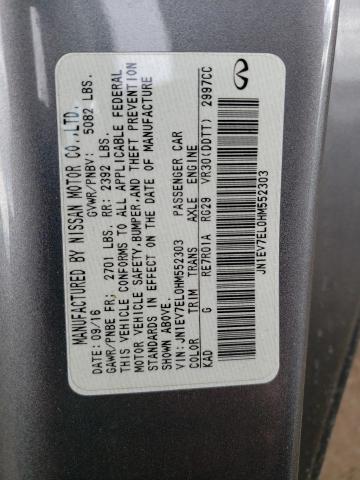 MANUFACTURED BY NISSAN MOTOR CO.,LTD.
DATE: 09/16 GVWR/PNBV: 5082 LBS.
GAWR/PNBE FR: 2701 LBS. RR: 2392 LBS.
THIS VEHICLE CONFORMS TO ALL APPLICABLE FEDERAL
MOTOR VEHICLE SAFETY,BUMPER,AND THEFT PREVENTION
STANDARDS IN EFFECT ON THE DATE OF MANUFACTURE
SHOWN ABOVE.
VIN:JN1EV7EL0HM552303 PASSENGER CAR
COLOR TRIM TRANS AXLE ENGINE
KAD G RE7R01A RG29 VR30(DDTT) 2997CC
JN1EV7EL0HM552303